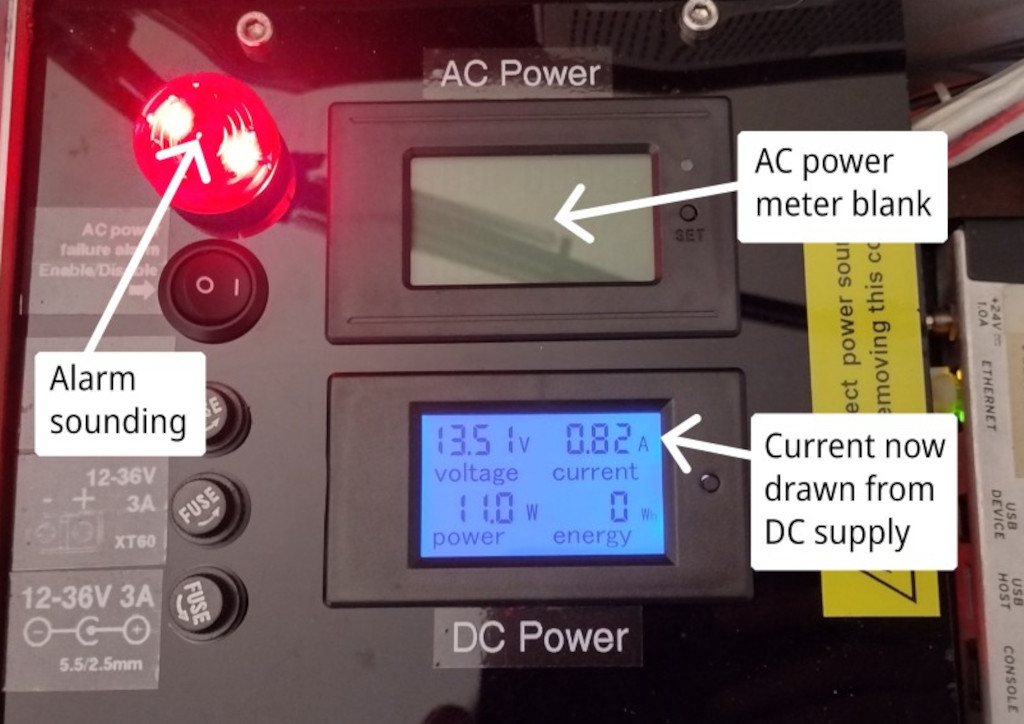 AC Power
AC power
meter blank
SET
AC power
failure alarm
Enable/Disable
O I
Alarm
sounding
13.51 V 0.82 A
voltage current
11.0 W 0 Wh
power energy
Current now
drawn from
DC supply
12-36V
- + 3A
XT60
FUSE
12-36V 3A
- C +
5.5/2.5mm
FUSE
DC Power
ect power sou
emoving this co
+24V
1.0A
ETHERNET
USB
DEVICE
USB
HOST
CONSOLE